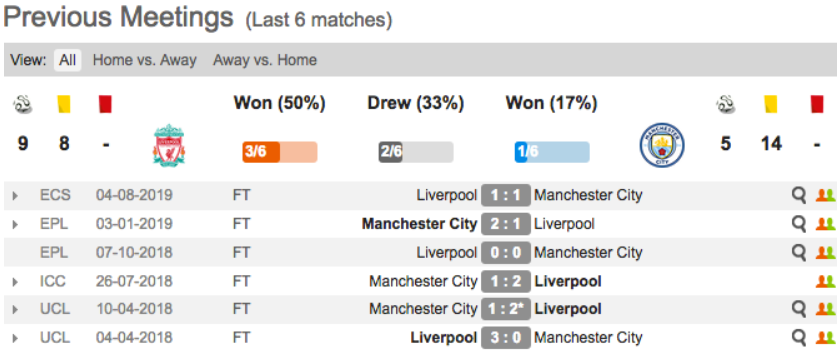 Previous Meetings (Last 6 matches)
View: All Home vs. Away Away vs. Home
Won (50%) Drew (33%) Won (17%)
9 8 - 3/6 2/6 1/6 MANCHESTER CITY 5 14 -
ECS 04-08-2019 FT Liverpool 1 : 1 Manchester City
EPL 03-01-2019 FT Manchester City 2 : 1 Liverpool
EPL 07-10-2018 FT Liverpool 0 : 0 Manchester City
ICC 26-07-2018 FT Manchester City 1 : 2 Liverpool
UCL 10-04-2018 FT Manchester City 1 : 2* Liverpool
UCL 04-04-2018 FT Liverpool 3 : 0 Manchester City